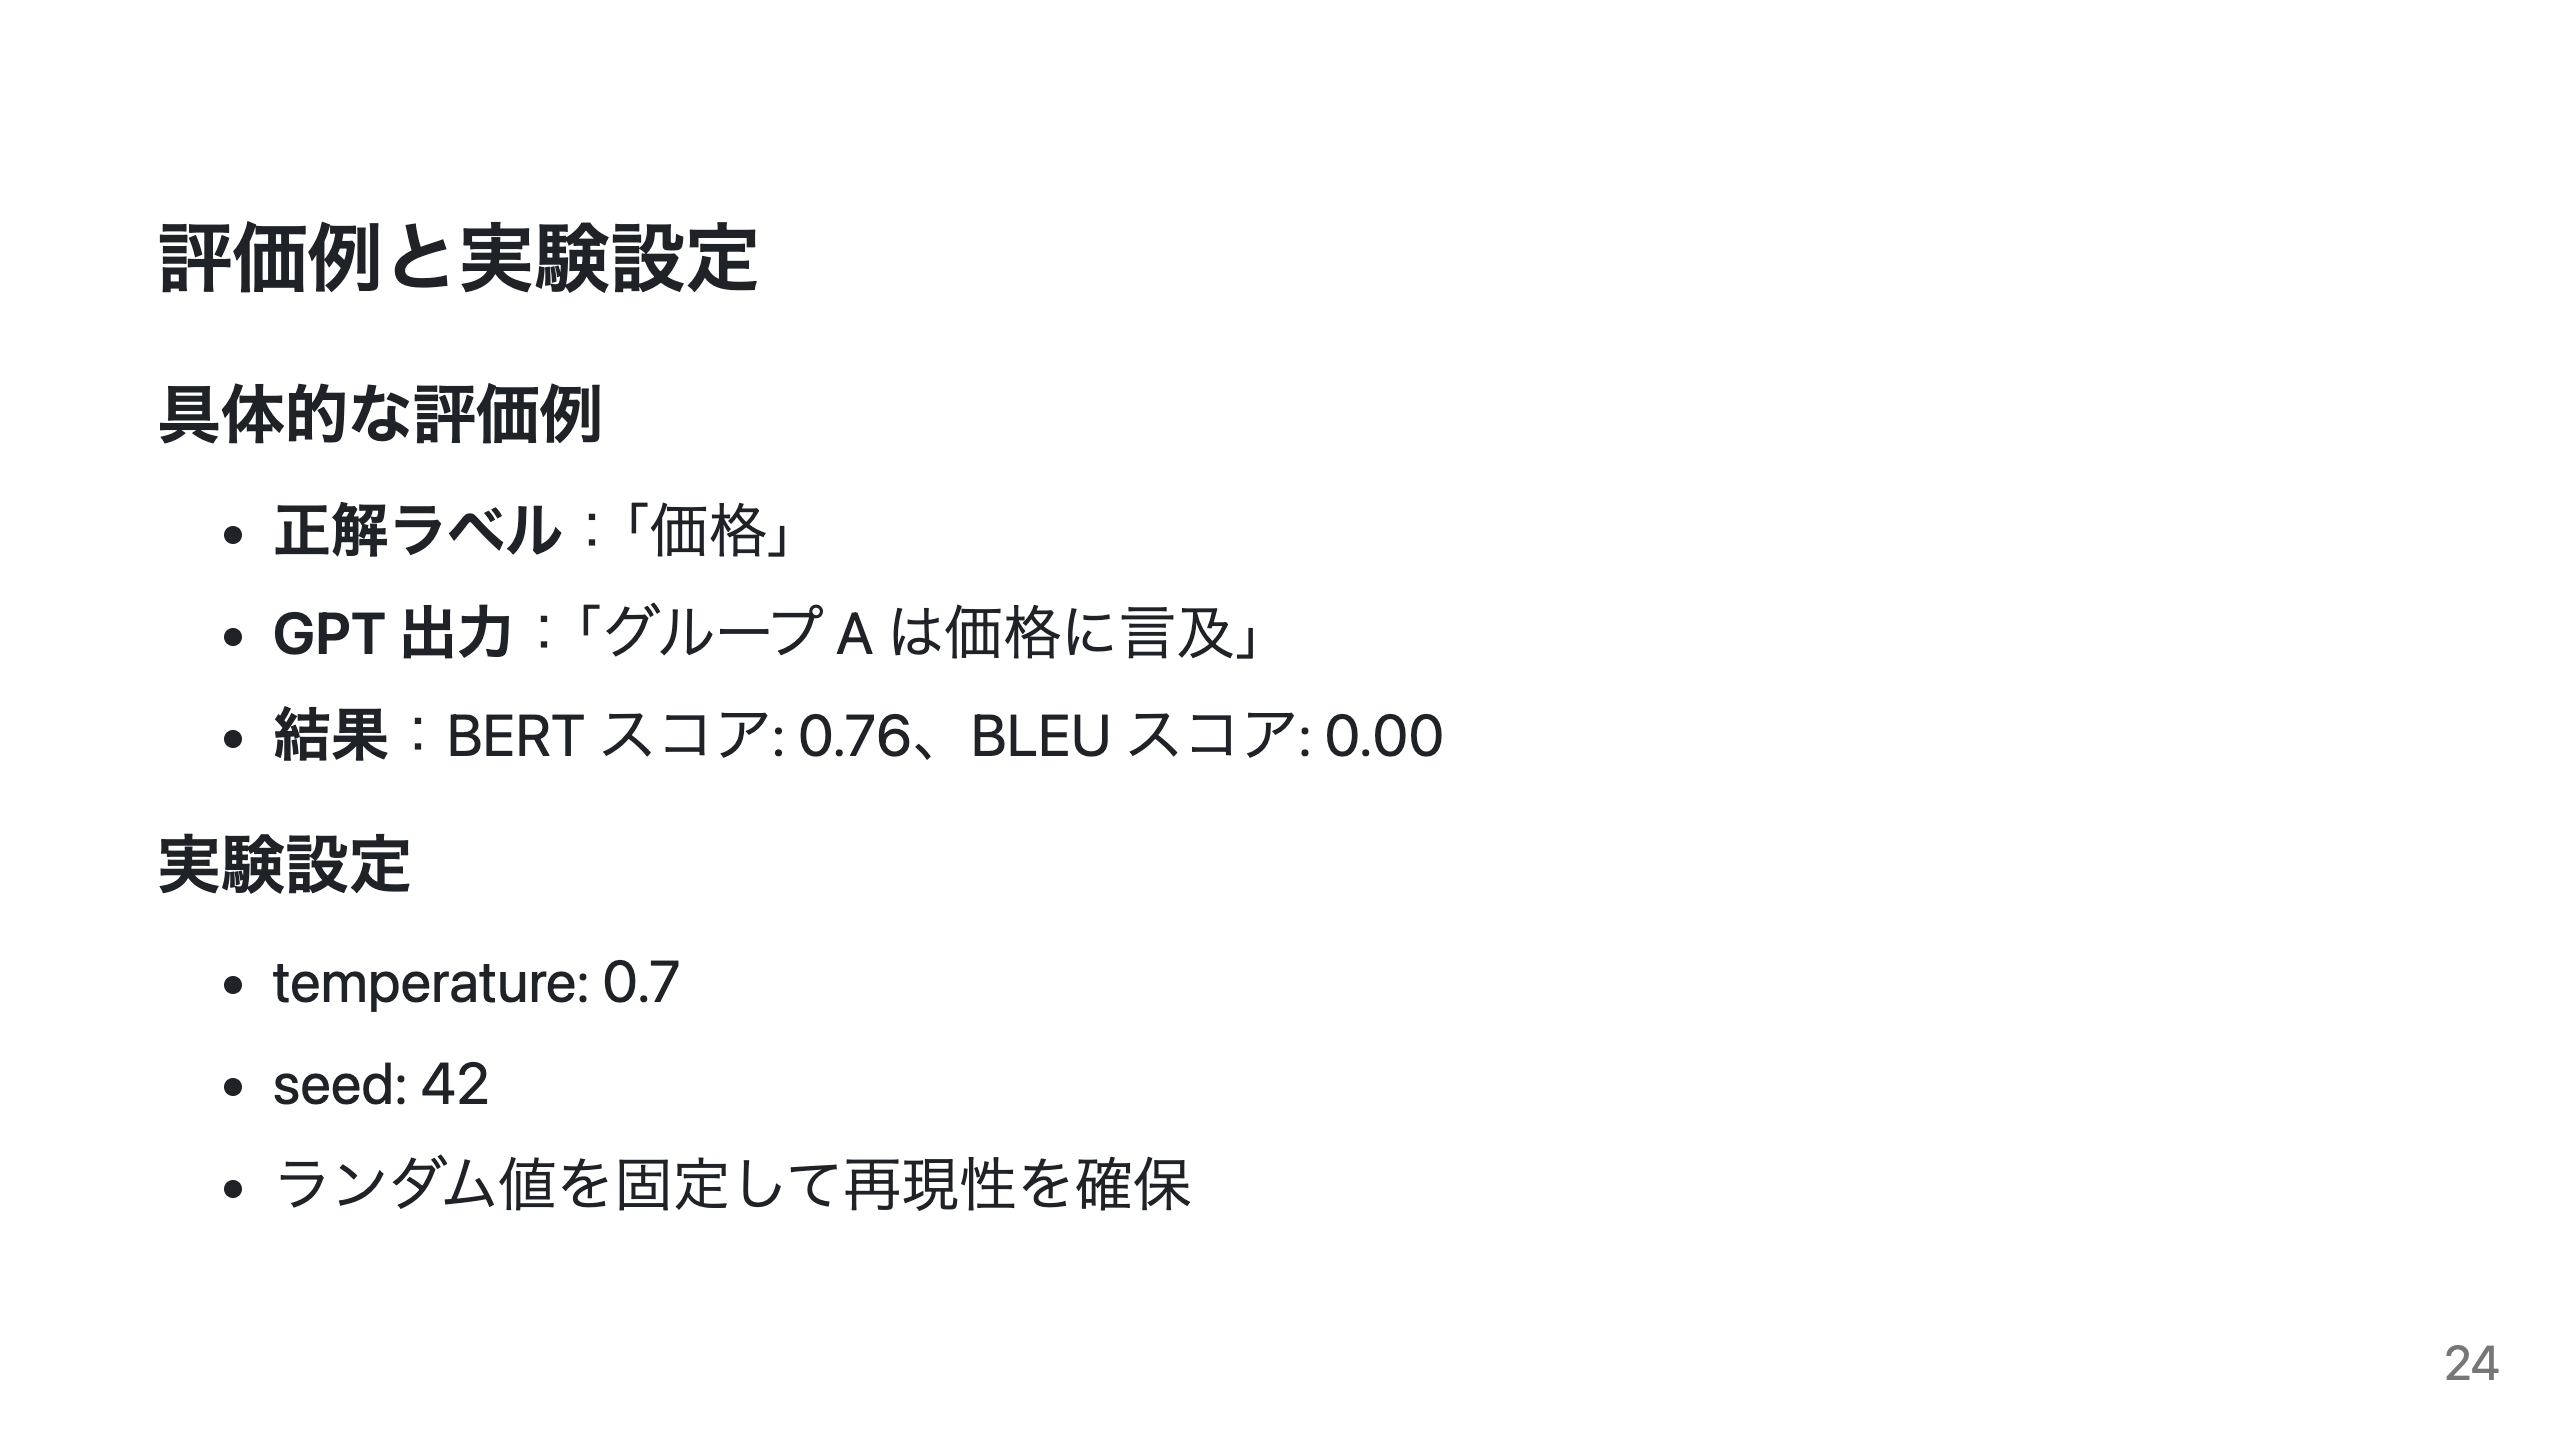 評価例と実験設定
具体的な評価例
• 正解ラベル：「価格」
• GPT 出力：「グループ A は価格に言及」
• 結果：BERT スコア: 0.76、BLEU スコア: 0.00
実験設定
• temperature: 0.7
• seed: 42
• ランダム値を固定して再現性を確保
24